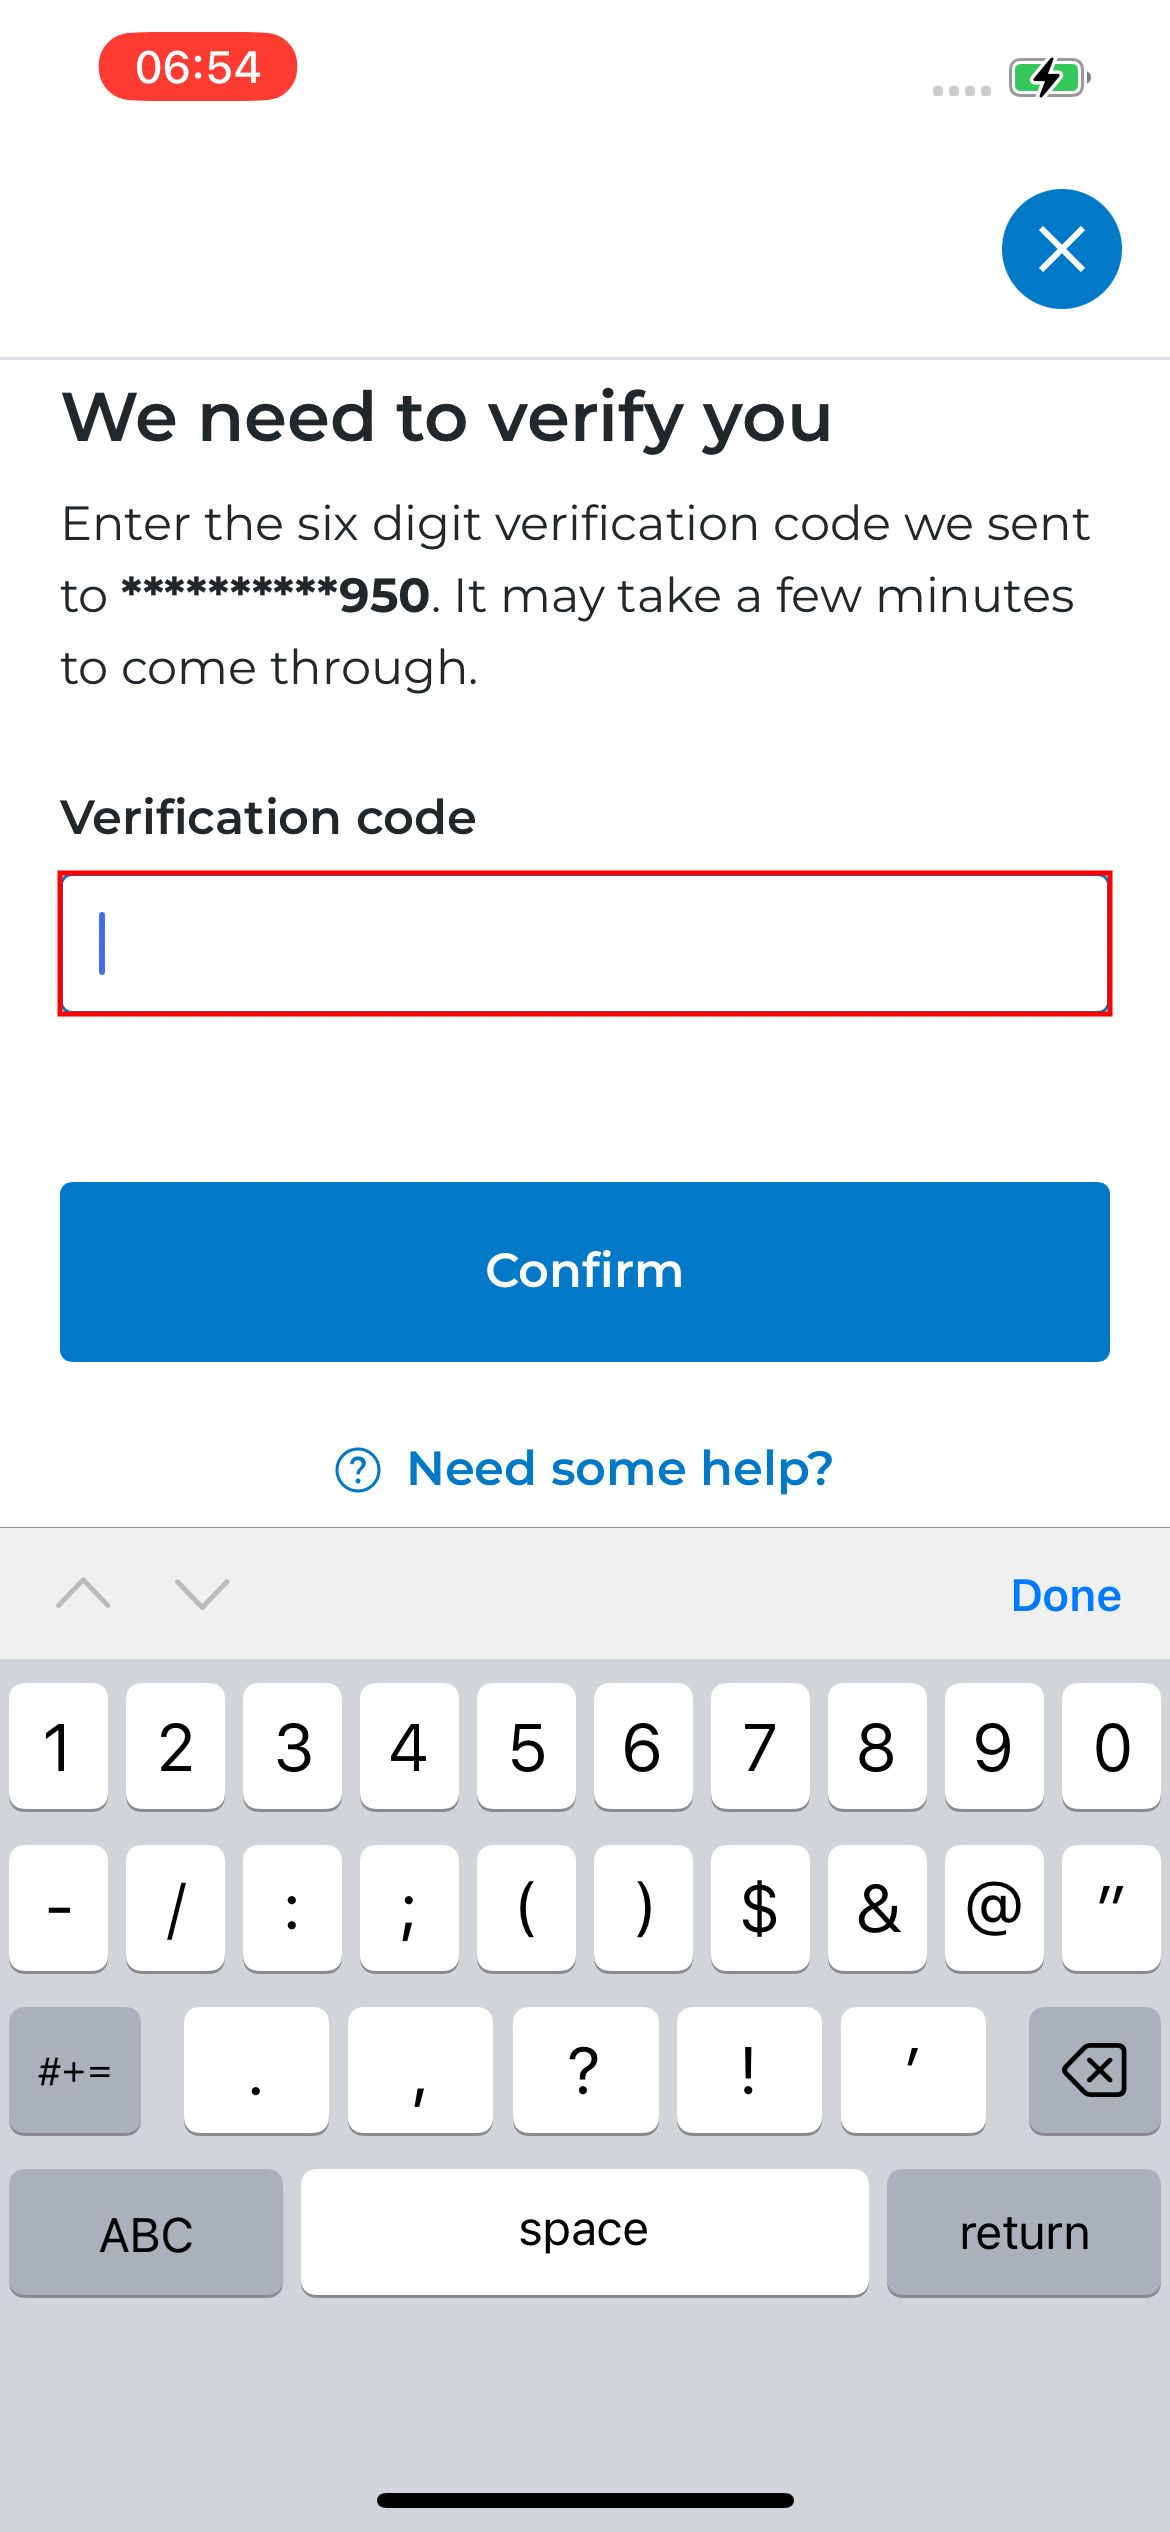 06:54
We need to verify you
Enter the six digit verification code we sent
to **********950. It may take a few minutes
to come through.
Verification code
Confirm
? Need some help?
Done
1 2 3 4 5 6 7 8 9 0
- / : ; ( ) $ & @ "
#+= . , ? ! '
ABC space return